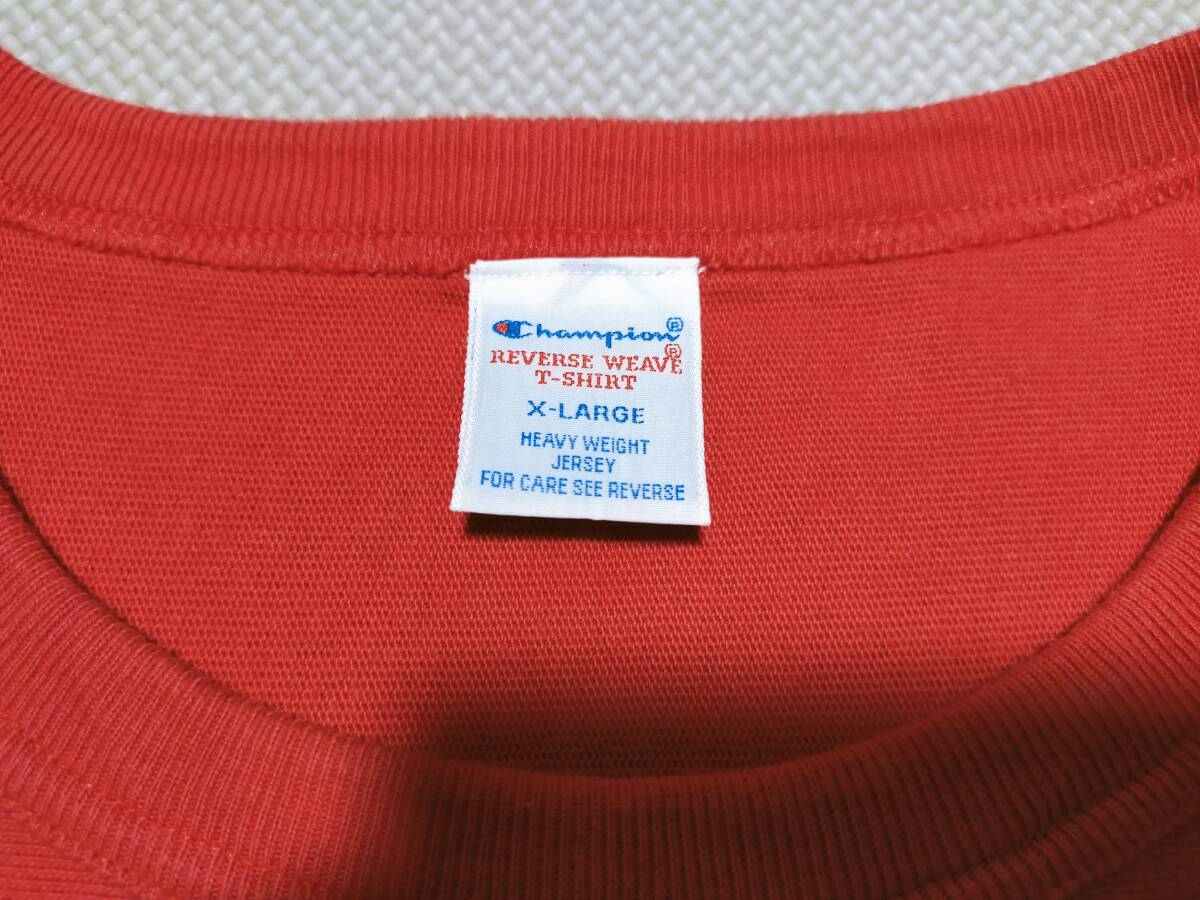 Champion®
REVERSE WEAVE®
T-SHIRT
X-LARGE
HEAVY WEIGHT
JERSEY
FOR CARE SEE REVERSE